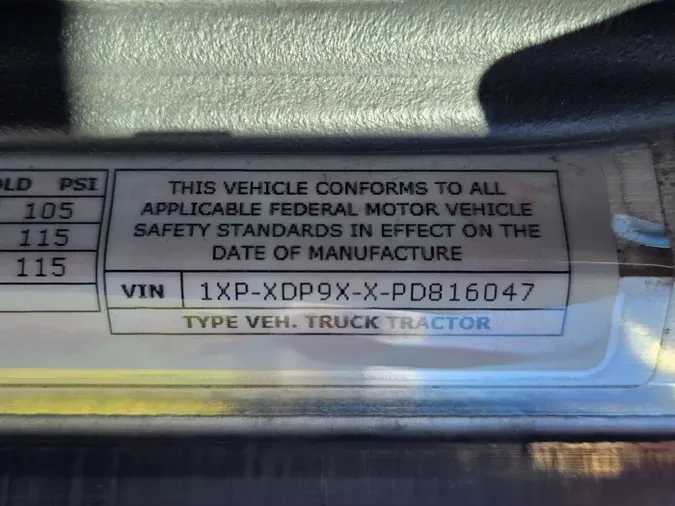 OLD PSI
105
115
115
THIS VEHICLE CONFORMS TO ALL
APPLICABLE FEDERAL MOTOR VEHICLE
SAFETY STANDARDS IN EFFECT ON THE
DATE OF MANUFACTURE
VIN 1XP-XDP9X-X-PD816047
TYPE VEH. TRUCK TRACTOR